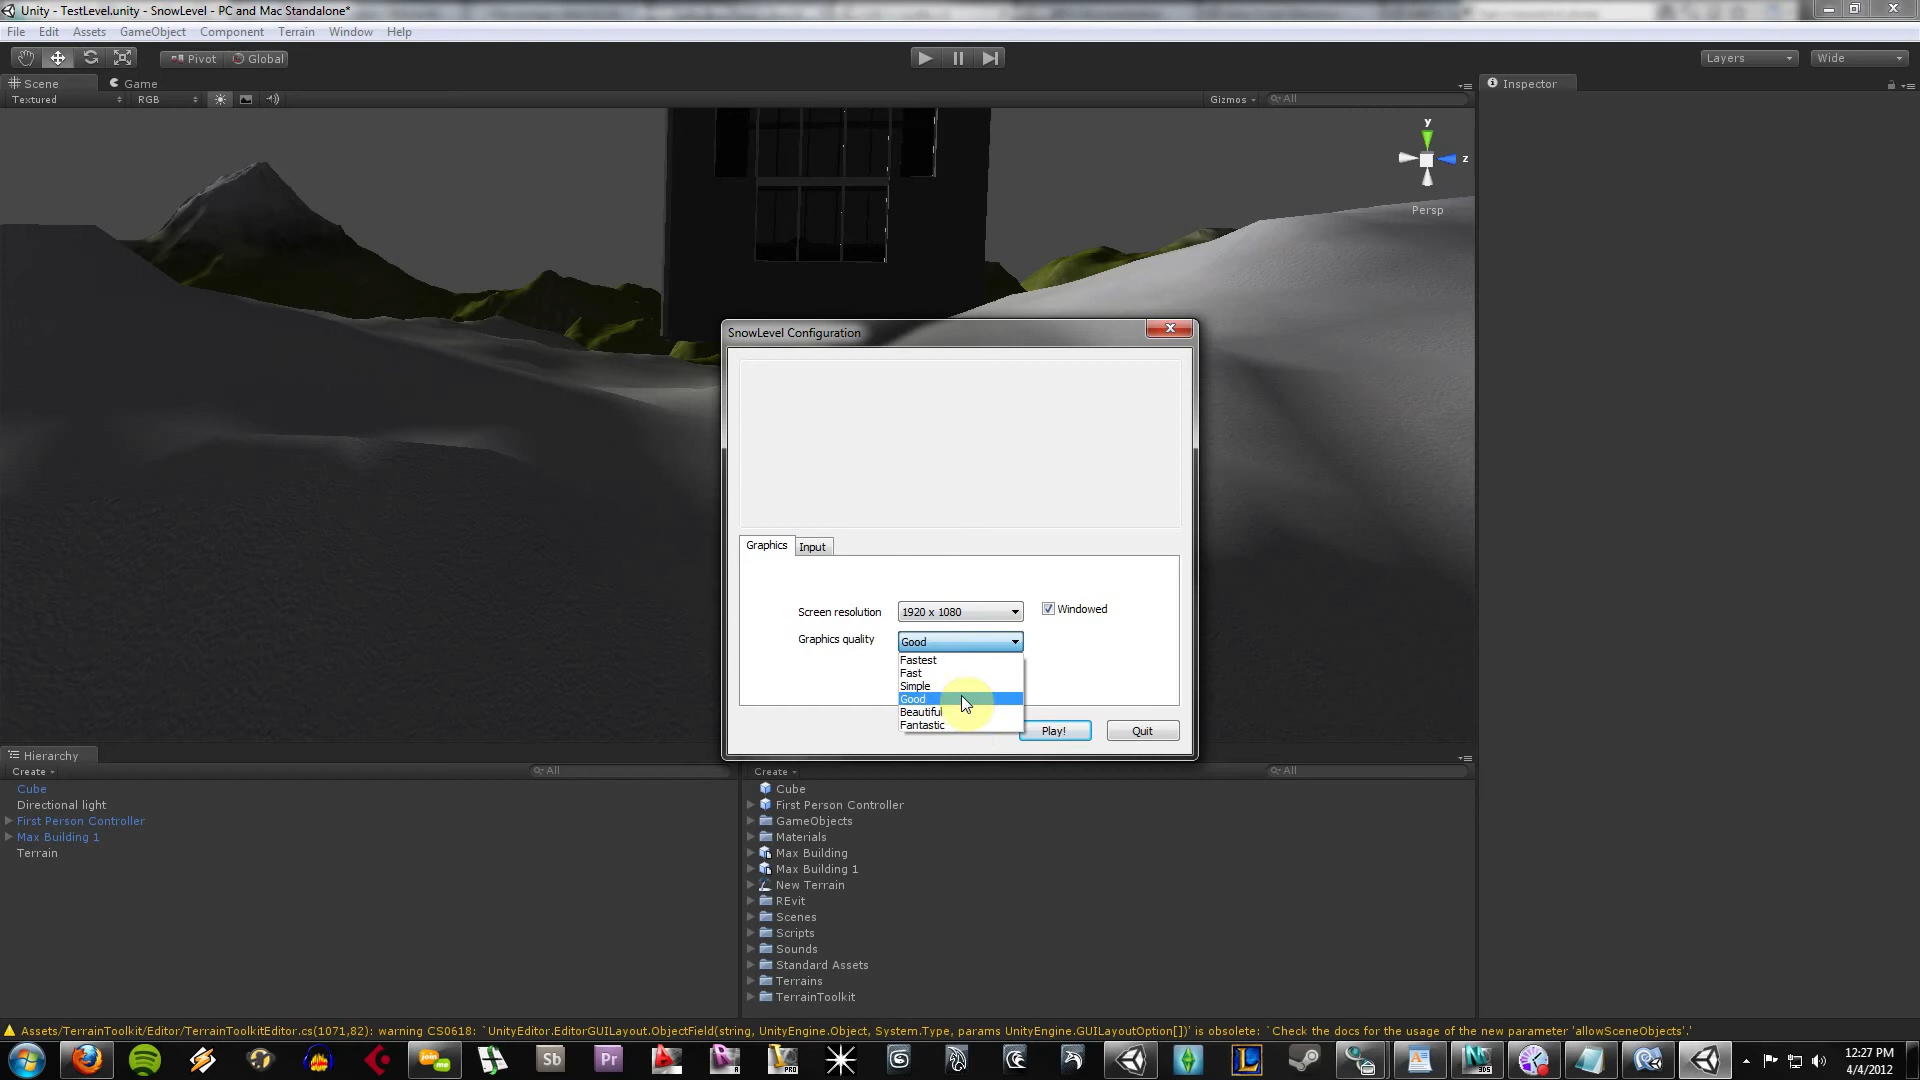 Unity - TestLevel.unity - SnowLevel - PC and Mac Standalone*
File Edit Assets GameObject Component Terrain Window Help
Pivot Global Layers Wide
Scene Game Inspector
Textured RGB Gizmos All
y
z
Persp
SnowLevel Configuration
Graphics Input
Screen resolution 1920 x 1080 Windowed
Graphics quality Good
Fastest
Fast
Simple
Good
Beautiful
Fantastic
Play! Quit
Hierarchy
Create All
Cube
Directional light
First Person Controller
Max Building 1
Terrain
Create All
Cube
First Person Controller
GameObjects
Materials
Max Building
Max Building 1
New Terrain
REvit
Scenes
Scripts
Sounds
Standard Assets
Terrains
TerrainToolkit
Assets/TerrainToolkit/Editor/TerrainToolkitEditor.cs(1071,82): warning CS0618: `UnityEditor.EditorGUILayout.ObjectField(string, UnityEngine.Object, System.Type, params UnityEngine.GUILayoutOption[])' is obsolete: `Check the docs for the usage of the new parameter 'allowSceneObjects'.'
join me Sb Pr PRO L 3DS
12:27 PM
4/4/2012